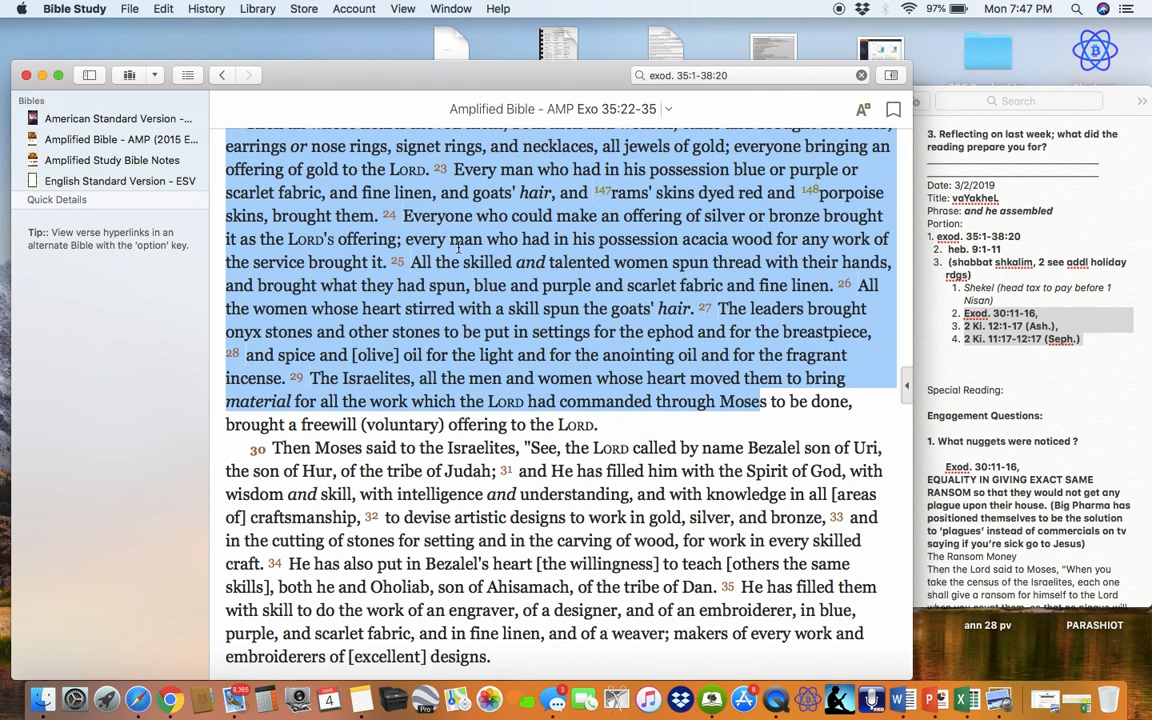 Bible Study File Edit History Library Store Account View Window Help 97% Mon 7:47 PM
exod. 35:1-38:20
Bibles
American Standard Version -...
Amplified Bible - AMP (2015 E...
Amplified Study Bible Notes
English Standard Version - ESV
Quick Details
Tip:: View verse hyperlinks in an
alternate Bible with the 'option' key.
Amplified Bible - AMP Exo 35:22-35
earrings or nose rings, signet rings, and necklaces, all jewels of gold; everyone bringing an
offering of gold to the LORD. 23 Every man who had in his possession blue or purple or
scarlet fabric, and fine linen, and goats' hair, and 147rams' skins dyed red and 148porpoise
skins, brought them. 24 Everyone who could make an offering of silver or bronze brought
it as the LORD's offering; every man who had in his possession acacia wood for any work of
the service brought it. 25 All the skilled and talented women spun thread with their hands,
and brought what they had spun, blue and purple and scarlet fabric and fine linen. 26 All
the women whose heart stirred with a skill spun the goats' hair. 27 The leaders brought
onyx stones and other stones to be put in settings for the ephod and for the breastpiece,
28 and spice and [olive] oil for the light and for the anointing oil and for the fragrant
incense. 29 The Israelites, all the men and women whose heart moved them to bring
material for all the work which the LORD had commanded through Moses to be done,
brought a freewill (voluntary) offering to the LORD.
30 Then Moses said to the Israelites, "See, the LORD called by name Bezalel son of Uri,
the son of Hur, of the tribe of Judah; 31 and He has filled him with the Spirit of God, with
wisdom and skill, with intelligence and understanding, and with knowledge in all [areas
of] craftsmanship, 32 to devise artistic designs to work in gold, silver, and bronze, 33 and
in the cutting of stones for setting and in the carving of wood, for work in every skilled
craft. 34 He has also put in Bezalel's heart [the willingness] to teach [others the same
skills], both he and Oholiab, son of Ahisamach, of the tribe of Dan. 35 He has filled them
with skill to do the work of an engraver, of a designer, and of an embroiderer, in blue,
purple, and scarlet fabric, and in fine linen, and of a weaver; makers of every work and
embroiderers of [excellent] designs.
Search
3. Reflecting on last week; what did the
reading prepare you for?
Date: 3/2/2019
Title: vaYakheL
Phrase: and he assembled
Portion:
1. exod. 35:1-38:20
2. heb. 9:1-11
3. (shabbat shkalim, 2 see addl holiday
rdgs)
1. Shekel (head tax to pay before 1
Nisan)
2. Exod. 30:11-16,
3. 2 Ki. 12:1-17 (Ash.),
4. 2 Ki. 11:17-12:17 (Seph.)
Special Reading:
Engagement Questions:
1. What nuggets were noticed ?
Exod. 30:11-16,
EQUALITY IN GIVING EXACT SAME
RANSOM so that they would not get any
plague upon their house. (Big Pharma has
positioned themselves to be the solution
to 'plagues' instead of commercials on tv
saying if you're sick go to Jesus)
The Ransom Money
Then the Lord said to Moses, "When you
take the census of the Israelites, each one
shall give a ransom for himself to the Lord
ann 28 pv PARASHIOT
8,365
MAR
4
Pro
3
8